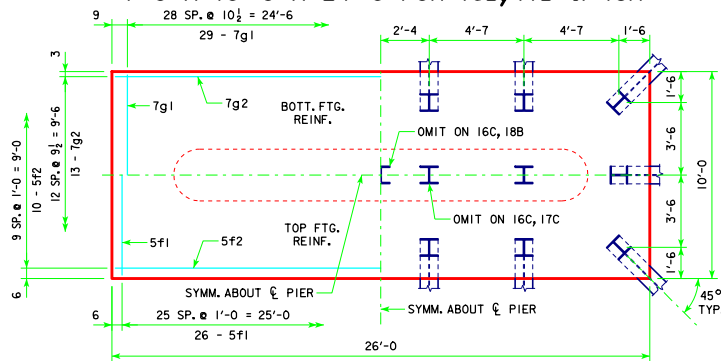 9
28 SP. @ 10½ = 24'-6
29 - 7g1
2'-4
4'-7
4'-7
1'-6
3
7g1
7g2
BOTT. FTG.
REINF.
OMIT ON 16C, 18B
9 SP. @ 1'-0 = 9'-0
10 - 5f2
12 SP. @ 9½ = 9'-6
13 - 7g2
TOP FTG.
REINF.
OMIT ON 16C, 17C
5f1
5f2
1'-6
3'-6
3'-6
1'-6
10'-0
6
SYMM. ABOUT ℄ PIER
SYMM. ABOUT ℄ PIER
45°
TYP
6
25 SP. @ 1'-0 = 25'-0
26 - 5f1
26'-0